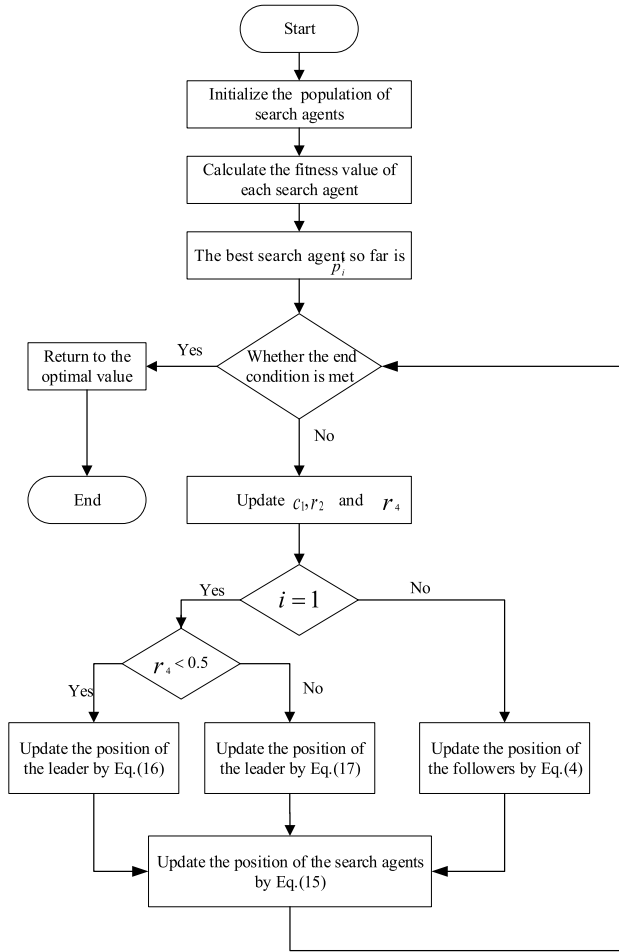 Start
Initialize the population of
search agents
Calculate the fitness value of
each search agent
The best search agent so far is
p_i
Yes
Return to the
optimal value
Whether the end
condition is met
No
End
Update c_1, r_2 and r_4
Yes
i = 1
No
r_4 < 0.5
Yes
No
Update the position of
the leader by Eq.(16)
Update the position of
the leader by Eq.(17)
Update the position of
the followers by Eq.(4)
Update the position of the search agents
by Eq.(15)